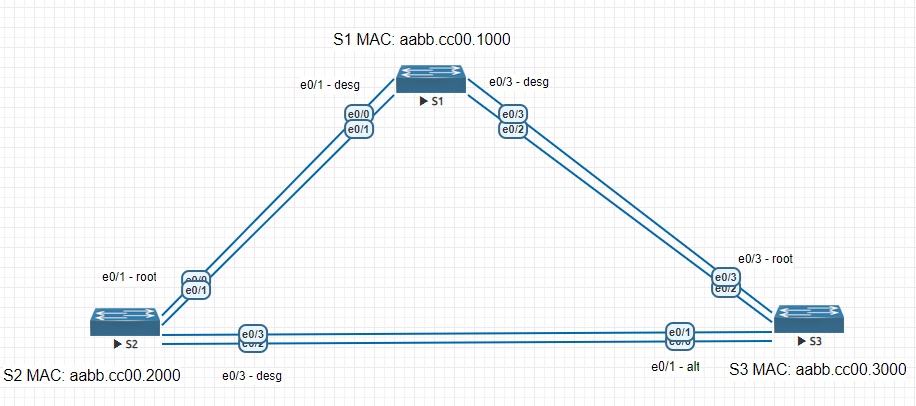 S1 MAC: aabb.cc00.1000
e0/1 - desg
e0/3 - desg
S1
e0/0
e0/1
e0/3
e0/2
e0/1 - root
e0/3 - root
e0/0
e0/1
e0/3
e0/2
S2
e0/3
e0/2
e0/1
e0/0
S3
S2 MAC: aabb.cc00.2000
e0/3 - desg
e0/1 - alt
S3 MAC: aabb.cc00.3000